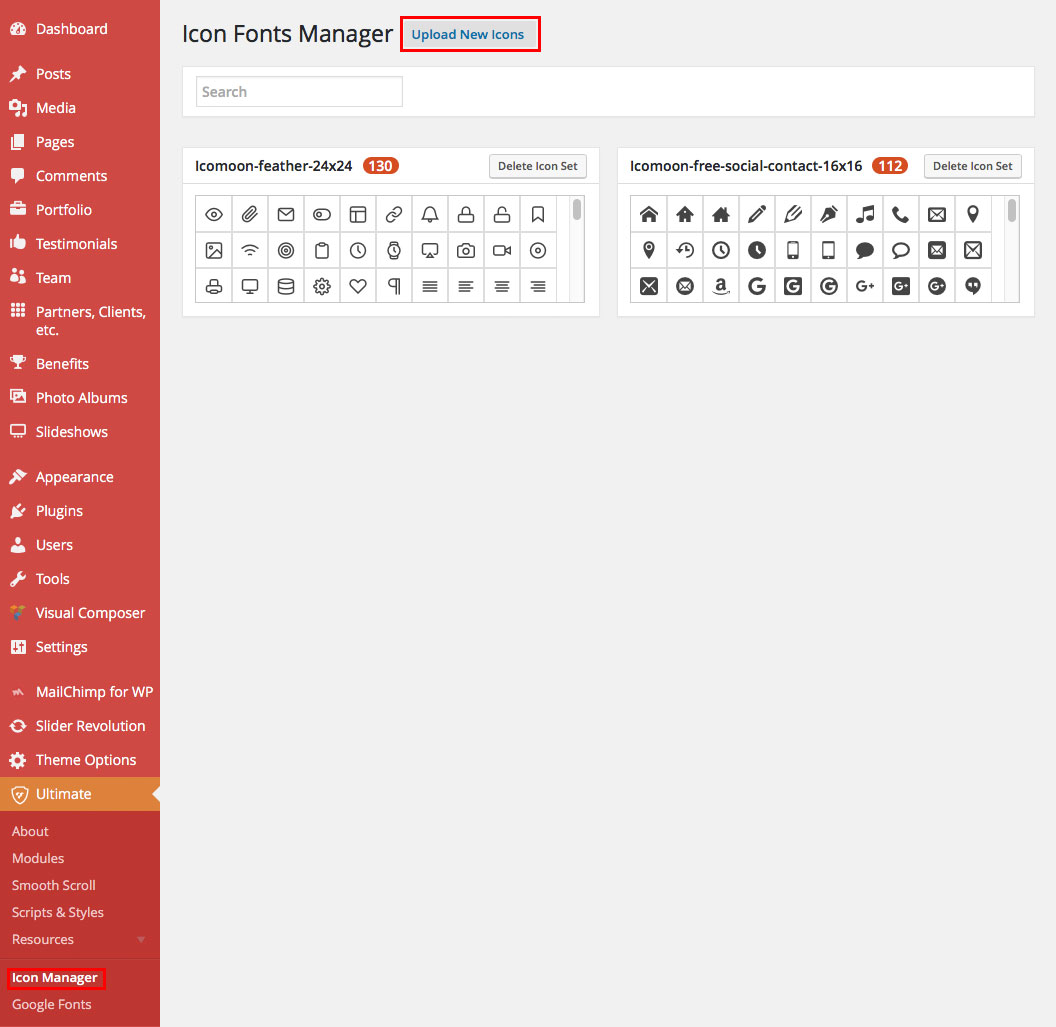 Dashboard
Posts
Media
Pages
Comments
Portfolio
Testimonials
Team
Partners, Clients,
etc.
Benefits
Photo Albums
Slideshows
Appearance
Plugins
Users
Tools
Visual Composer
Settings
MailChimp for WP
Slider Revolution
Theme Options
Ultimate
About
Modules
Smooth Scroll
Scripts & Styles
Resources
Icon Manager
Google Fonts
Icon Fonts Manager Upload New Icons
Search
Icomoon-feather-24x24 130 Delete Icon Set
Icomoon-free-social-contact-16x16 112 Delete Icon Set